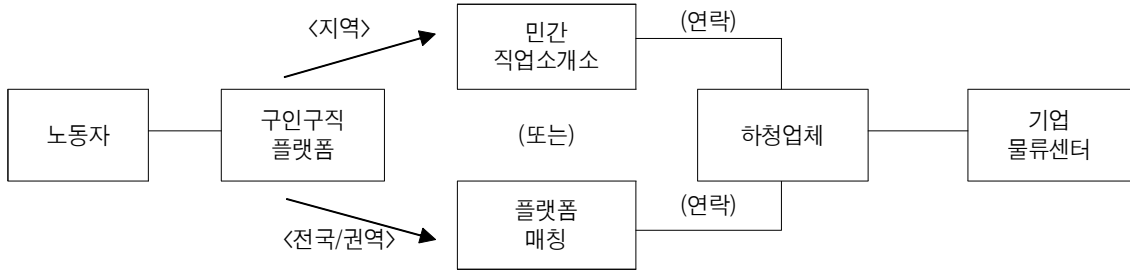 〈지역〉
민간
직업소개소
(연락)
노동자
구인구직
플랫폼
(또는)
하청업체
기업
물류센터
〈전국/권역〉
플랫폼
매칭
(연락)